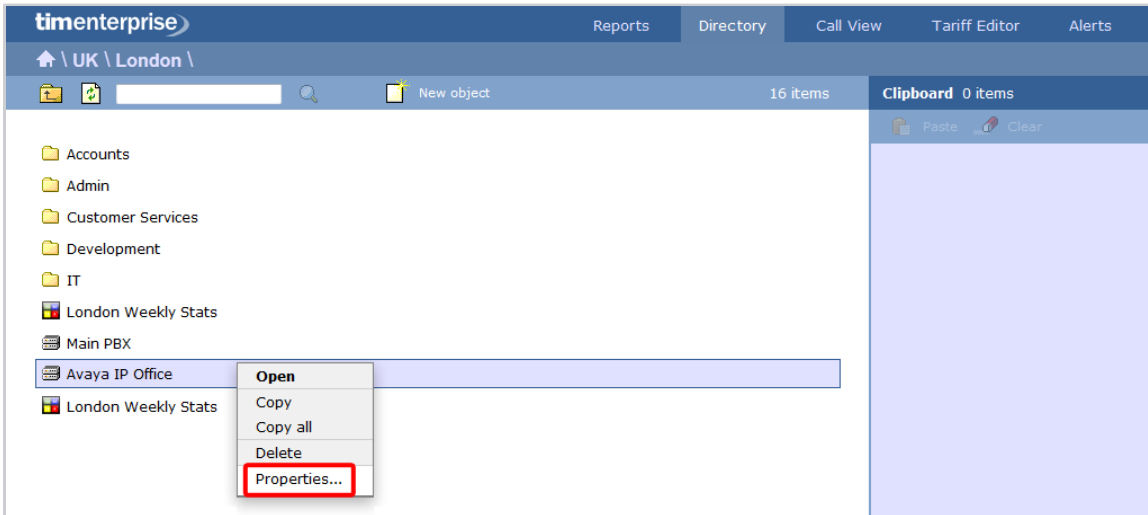 timenterprise
Reports Directory Call View Tariff Editor Alerts
\ UK \ London \
New object 16 items Clipboard 0 items
Paste Clear
Accounts
Admin
Customer Services
Development
IT
London Weekly Stats
Main PBX
Avaya IP Office
Open
Copy
London Weekly Stats
Copy all
Delete
Properties...